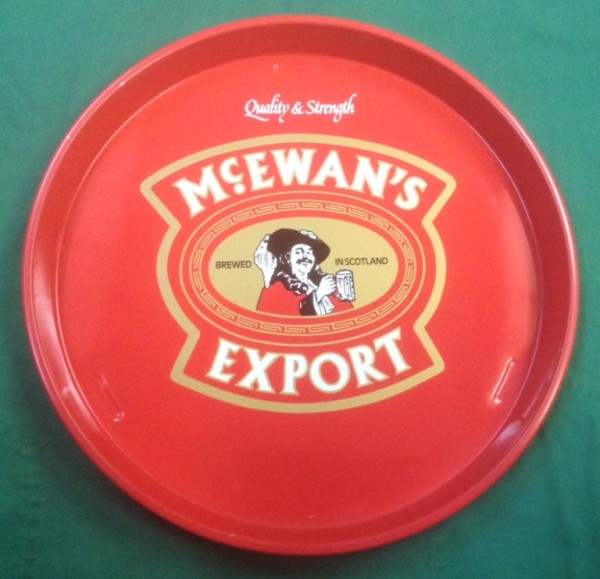 Quality & Strength
McEWAN'S
BREWED IN SCOTLAND
EXPORT